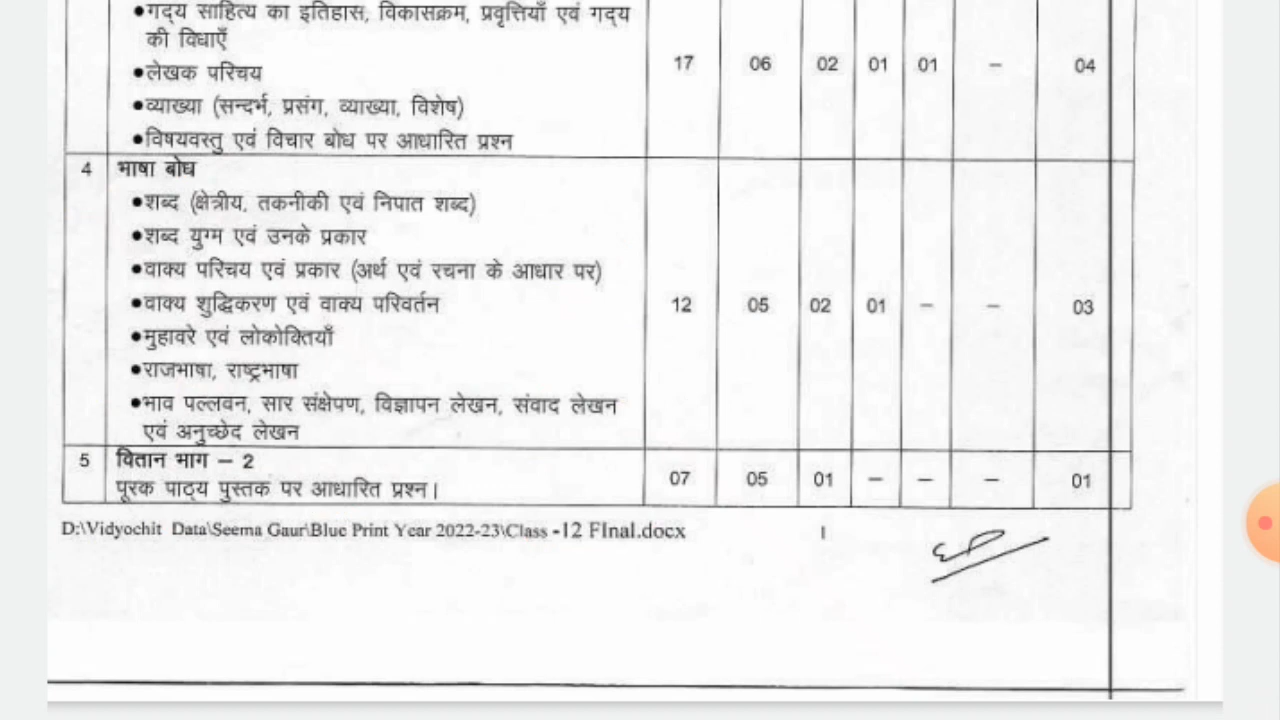 •गद्य साहित्य का इतिहास, विकासक्रम, प्रवृत्तियाँ एवं गद्य
की विधाएँ
•लेखक परिचय
17 06 02 01 01 – 04
•व्याख्या (सन्दर्भ, प्रसंग, व्याख्या, विशेष)
•विषयवस्तु एवं विचार बोध पर आधारित प्रश्न
4 भाषा बोध
•शब्द (क्षेत्रीय, तकनीकी एवं निपात शब्द)
•शब्द युग्म एवं उनके प्रकार
•वाक्य परिचय एवं प्रकार (अर्थ एवं रचना के आधार पर)
•वाक्य शुद्धिकरण एवं वाक्य परिवर्तन
12 05 02 01 – – 03
•मुहावरे एवं लोकोक्तियाँ
•राजभाषा, राष्ट्रभाषा
•भाव पल्लवन, सार संक्षेपण, विज्ञापन लेखन, संवाद लेखन
एवं अनुच्छेद लेखन
5 वितान भाग – 2
पूरक पाठ्य पुस्तक पर आधारित प्रश्न।
07 05 01 – – – 01
D:\Vidyochit Data\Seema Gaur\Blue Print Year 2022-23\Class -12 FInal.docx 1